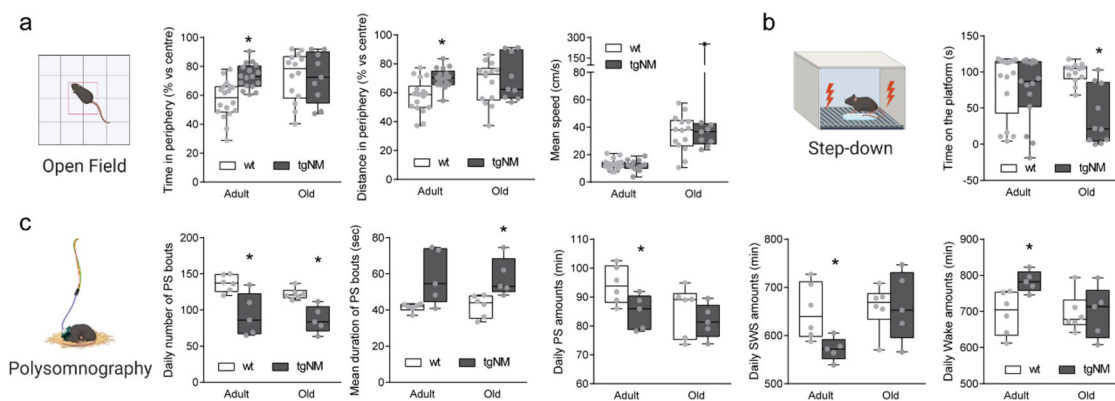 a
Open Field
Time in periphery (% vs centre)
100
80
60
40
20
0
*
wt
tgNM
Adult
Old
Distance in periphery (% vs centre)
100
80
60
40
20
0
*
wt
tgNM
Adult
Old
Mean speed (cm/s)
300
150
80
60
40
20
0
wt
tgNM
Adult
Old
b
Step-down
Time on the platform (s)
150
100
50
0
-50
*
wt
tgNM
Adult
Old
c
Polysomnography
Daily number of PS bouts
200
150
100
50
0
*
*
wt
tgNM
Adult
Old
Mean duration of PS bouts (sec)
80
60
40
20
0
*
wt
tgNM
Adult
Old
Daily PS amounts (min)
110
100
90
80
70
60
*
wt
tgNM
Adult
Old
Daily SWS amounts (min)
800
700
600
500
*
wt
tgNM
Adult
Old
Daily Wake amounts (min)
900
800
700
600
500
*
wt
tgNM
Adult
Old